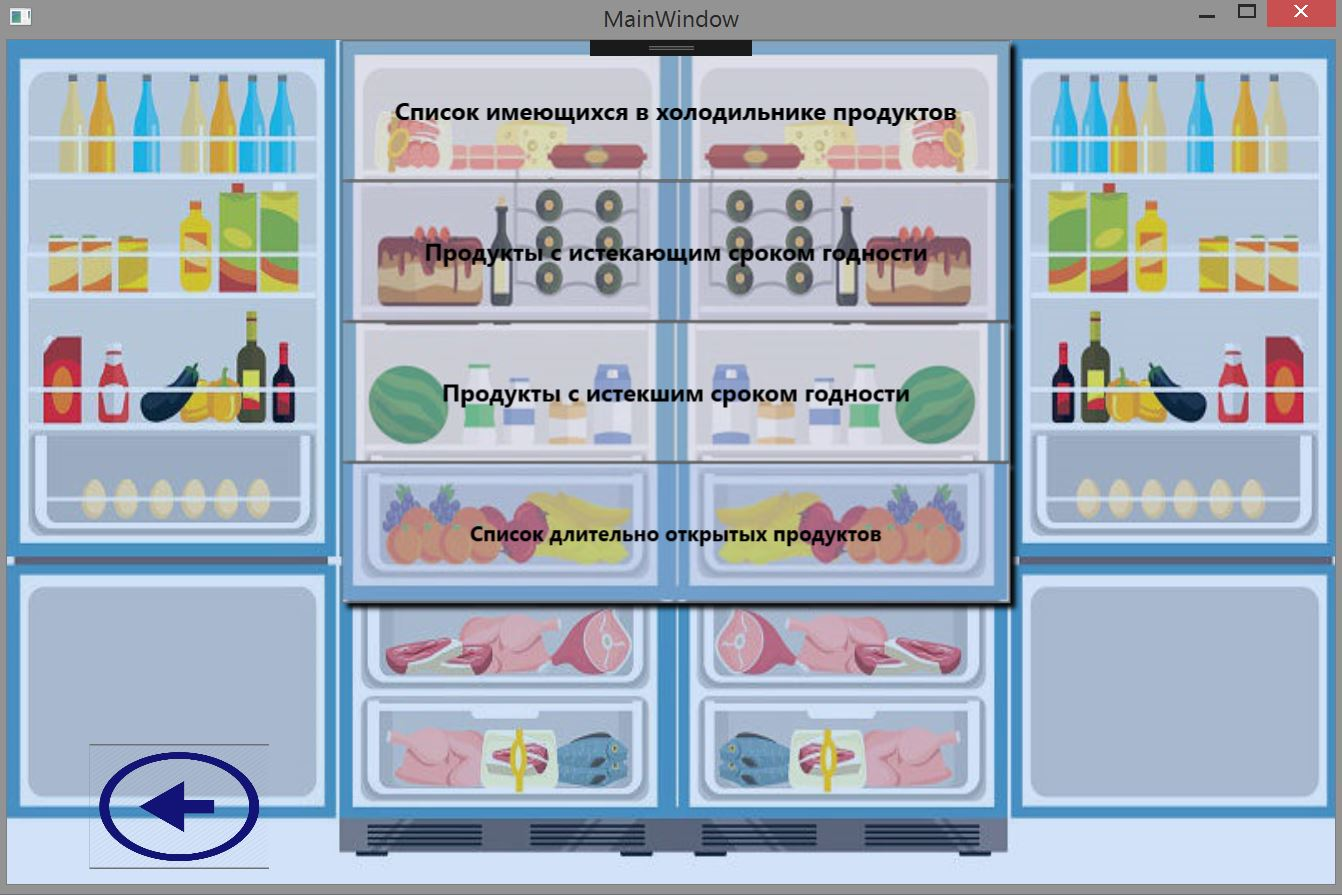 MainWindow
Список имеющихся в холодильнике продуктов
Продукты с истекающим сроком годности
Продукты с истекшим сроком годности
Список длительно открытых продуктов